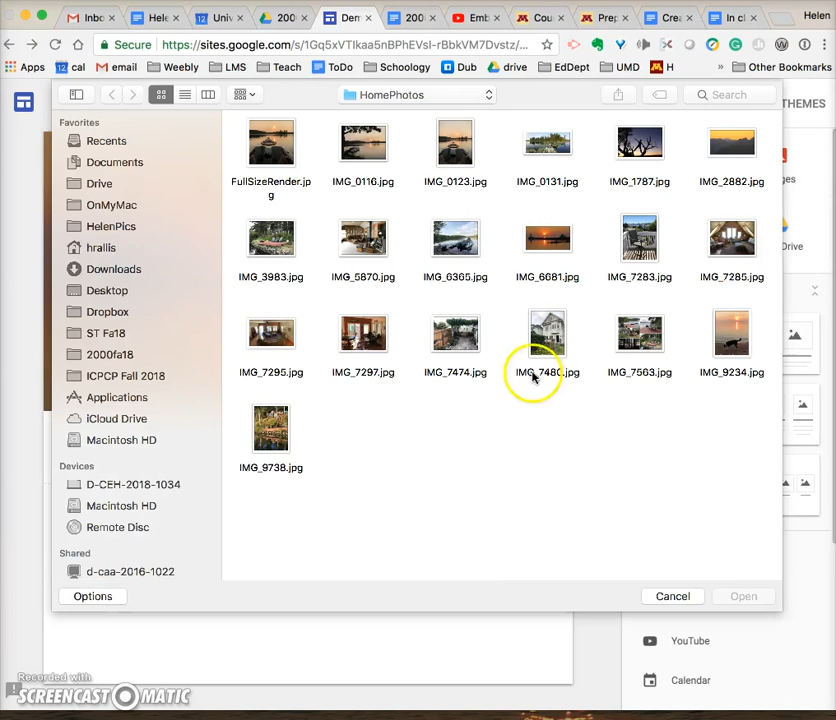 Inbo × Hele × Univ × 200( × Dem × 200( × Emb × Cou × Prep × Crea × In cl × Helen
Secure https://sites.google.com/s/1Gq5xVTIkaa5nBPhEVsI-rBbkVM7Dvstz/...
Apps cal email Weebly LMS Teach ToDo Schoology Dub drive EdDept UMD H » Other Bookmarks
HomePhotos Search
THEMES
Favorites
Recents
Documents
Drive
OnMyMac
HelenPics
hrallis
Downloads
Desktop
Dropbox
ST Fa18
2000fa18
ICPCP Fall 2018
Applications
iCloud Drive
Macintosh HD
Devices
D-CEH-2018-1034
Macintosh HD
Remote Disc
Shared
d-caa-2016-1022
FullSizeRender.jp
g
IMG_0116.jpg IMG_0123.jpg IMG_0131.jpg IMG_1787.jpg IMG_2882.jpg
IMG_3983.jpg IMG_5870.jpg IMG_6365.jpg IMG_6681.jpg IMG_7283.jpg IMG_7285.jpg
IMG_7295.jpg IMG_7297.jpg IMG_7474.jpg IMG_7480.jpg IMG_7563.jpg IMG_9234.jpg
IMG_9738.jpg
ges
Drive
Options Cancel Open
YouTube
Calendar
Recorded with
SCREENCAST MATIC